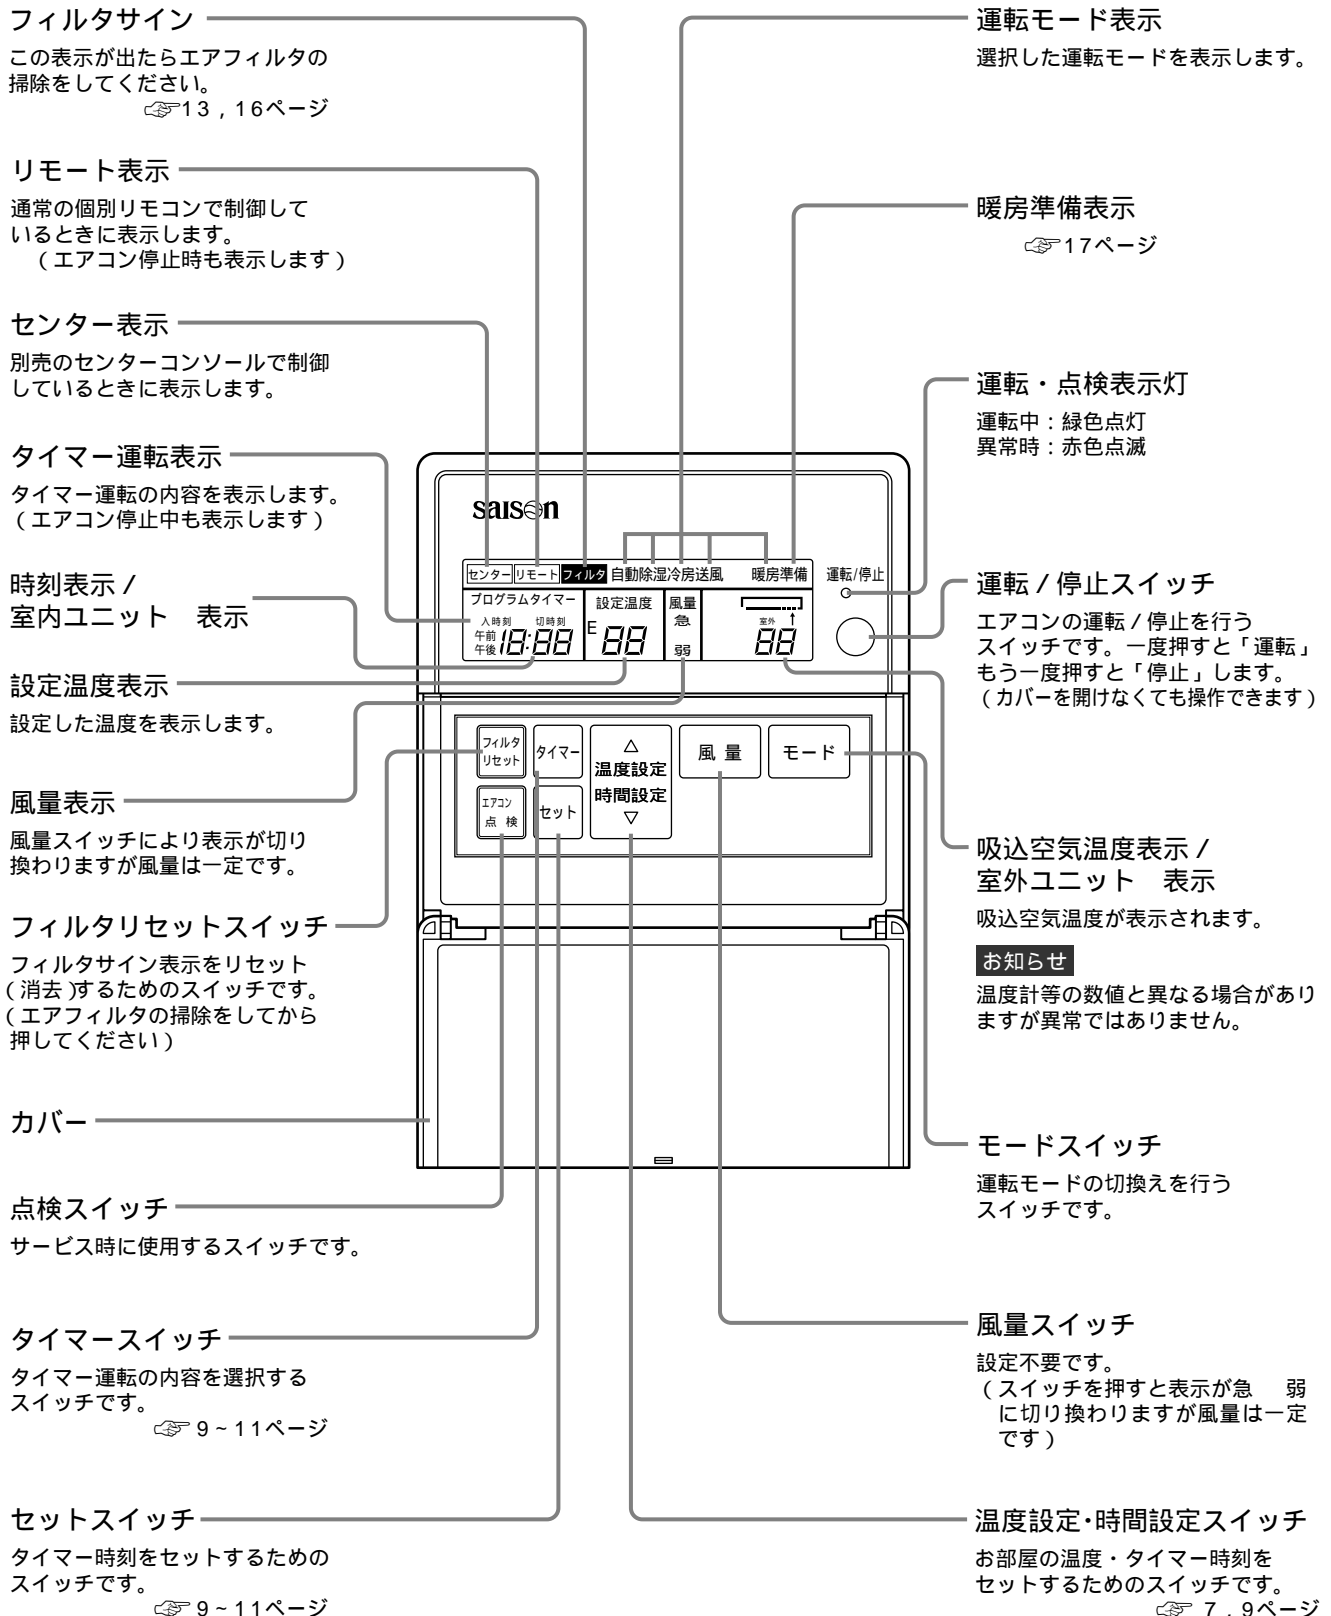 フィルタサイン
この表示が出たらエアフィルタの
掃除をしてください。
☞13，16ページ
リモート表示
通常の個別リモコンで制御して
いるときに表示します。
（エアコン停止時も表示します）
センター表示
別売のセンターコンソールで制御
しているときに表示します。
タイマー運転表示
タイマー運転の内容を表示します。
（エアコン停止中も表示します）
時刻表示／
室内ユニット　表示
設定温度表示
設定した温度を表示します。
風量表示
風量スイッチにより表示が切り
換わりますが風量は一定です。
フィルタリセットスイッチ
フィルタサイン表示をリセット
（消去）するためのスイッチです。
（エアフィルタの掃除をしてから
押してください）
カバー
点検スイッチ
サービス時に使用するスイッチです。
タイマースイッチ
タイマー運転の内容を選択する
スイッチです。
☞ 9～11ページ
セットスイッチ
タイマー時刻をセットするための
スイッチです。
☞ 9～11ページ
saison
センター リモート フィルタ 自動除湿冷房送風 暖房準備
運転/停止
プログラムタイマー
入時刻 切時刻
午前
午後
18:88
設定温度
E 88
風量
急
弱
室外 ↑
88
フィルタ
リセット
タイマー
△
温度設定
時間設定
▽
風 量
モード
エアコン
点 検
セット
運転モード表示
選択した運転モードを表示します。
暖房準備表示
☞17ページ
運転・点検表示灯
運転中：緑色点灯
異常時：赤色点滅
運転／停止スイッチ
エアコンの運転／停止を行う
スイッチです。一度押すと「運転」
もう一度押すと「停止」します。
（カバーを開けなくても操作できます）
吸込空気温度表示／
室外ユニット　表示
吸込空気温度が表示されます。
お知らせ
温度計等の数値と異なる場合があり
ますが異常ではありません。
モードスイッチ
運転モードの切換えを行う
スイッチです。
風量スイッチ
設定不要です。
（スイッチを押すと表示が急　弱
に切り換わりますが風量は一定
です）
温度設定・時間設定スイッチ
お部屋の温度・タイマー時刻を
セットするためのスイッチです。
☞ 7，9ページ